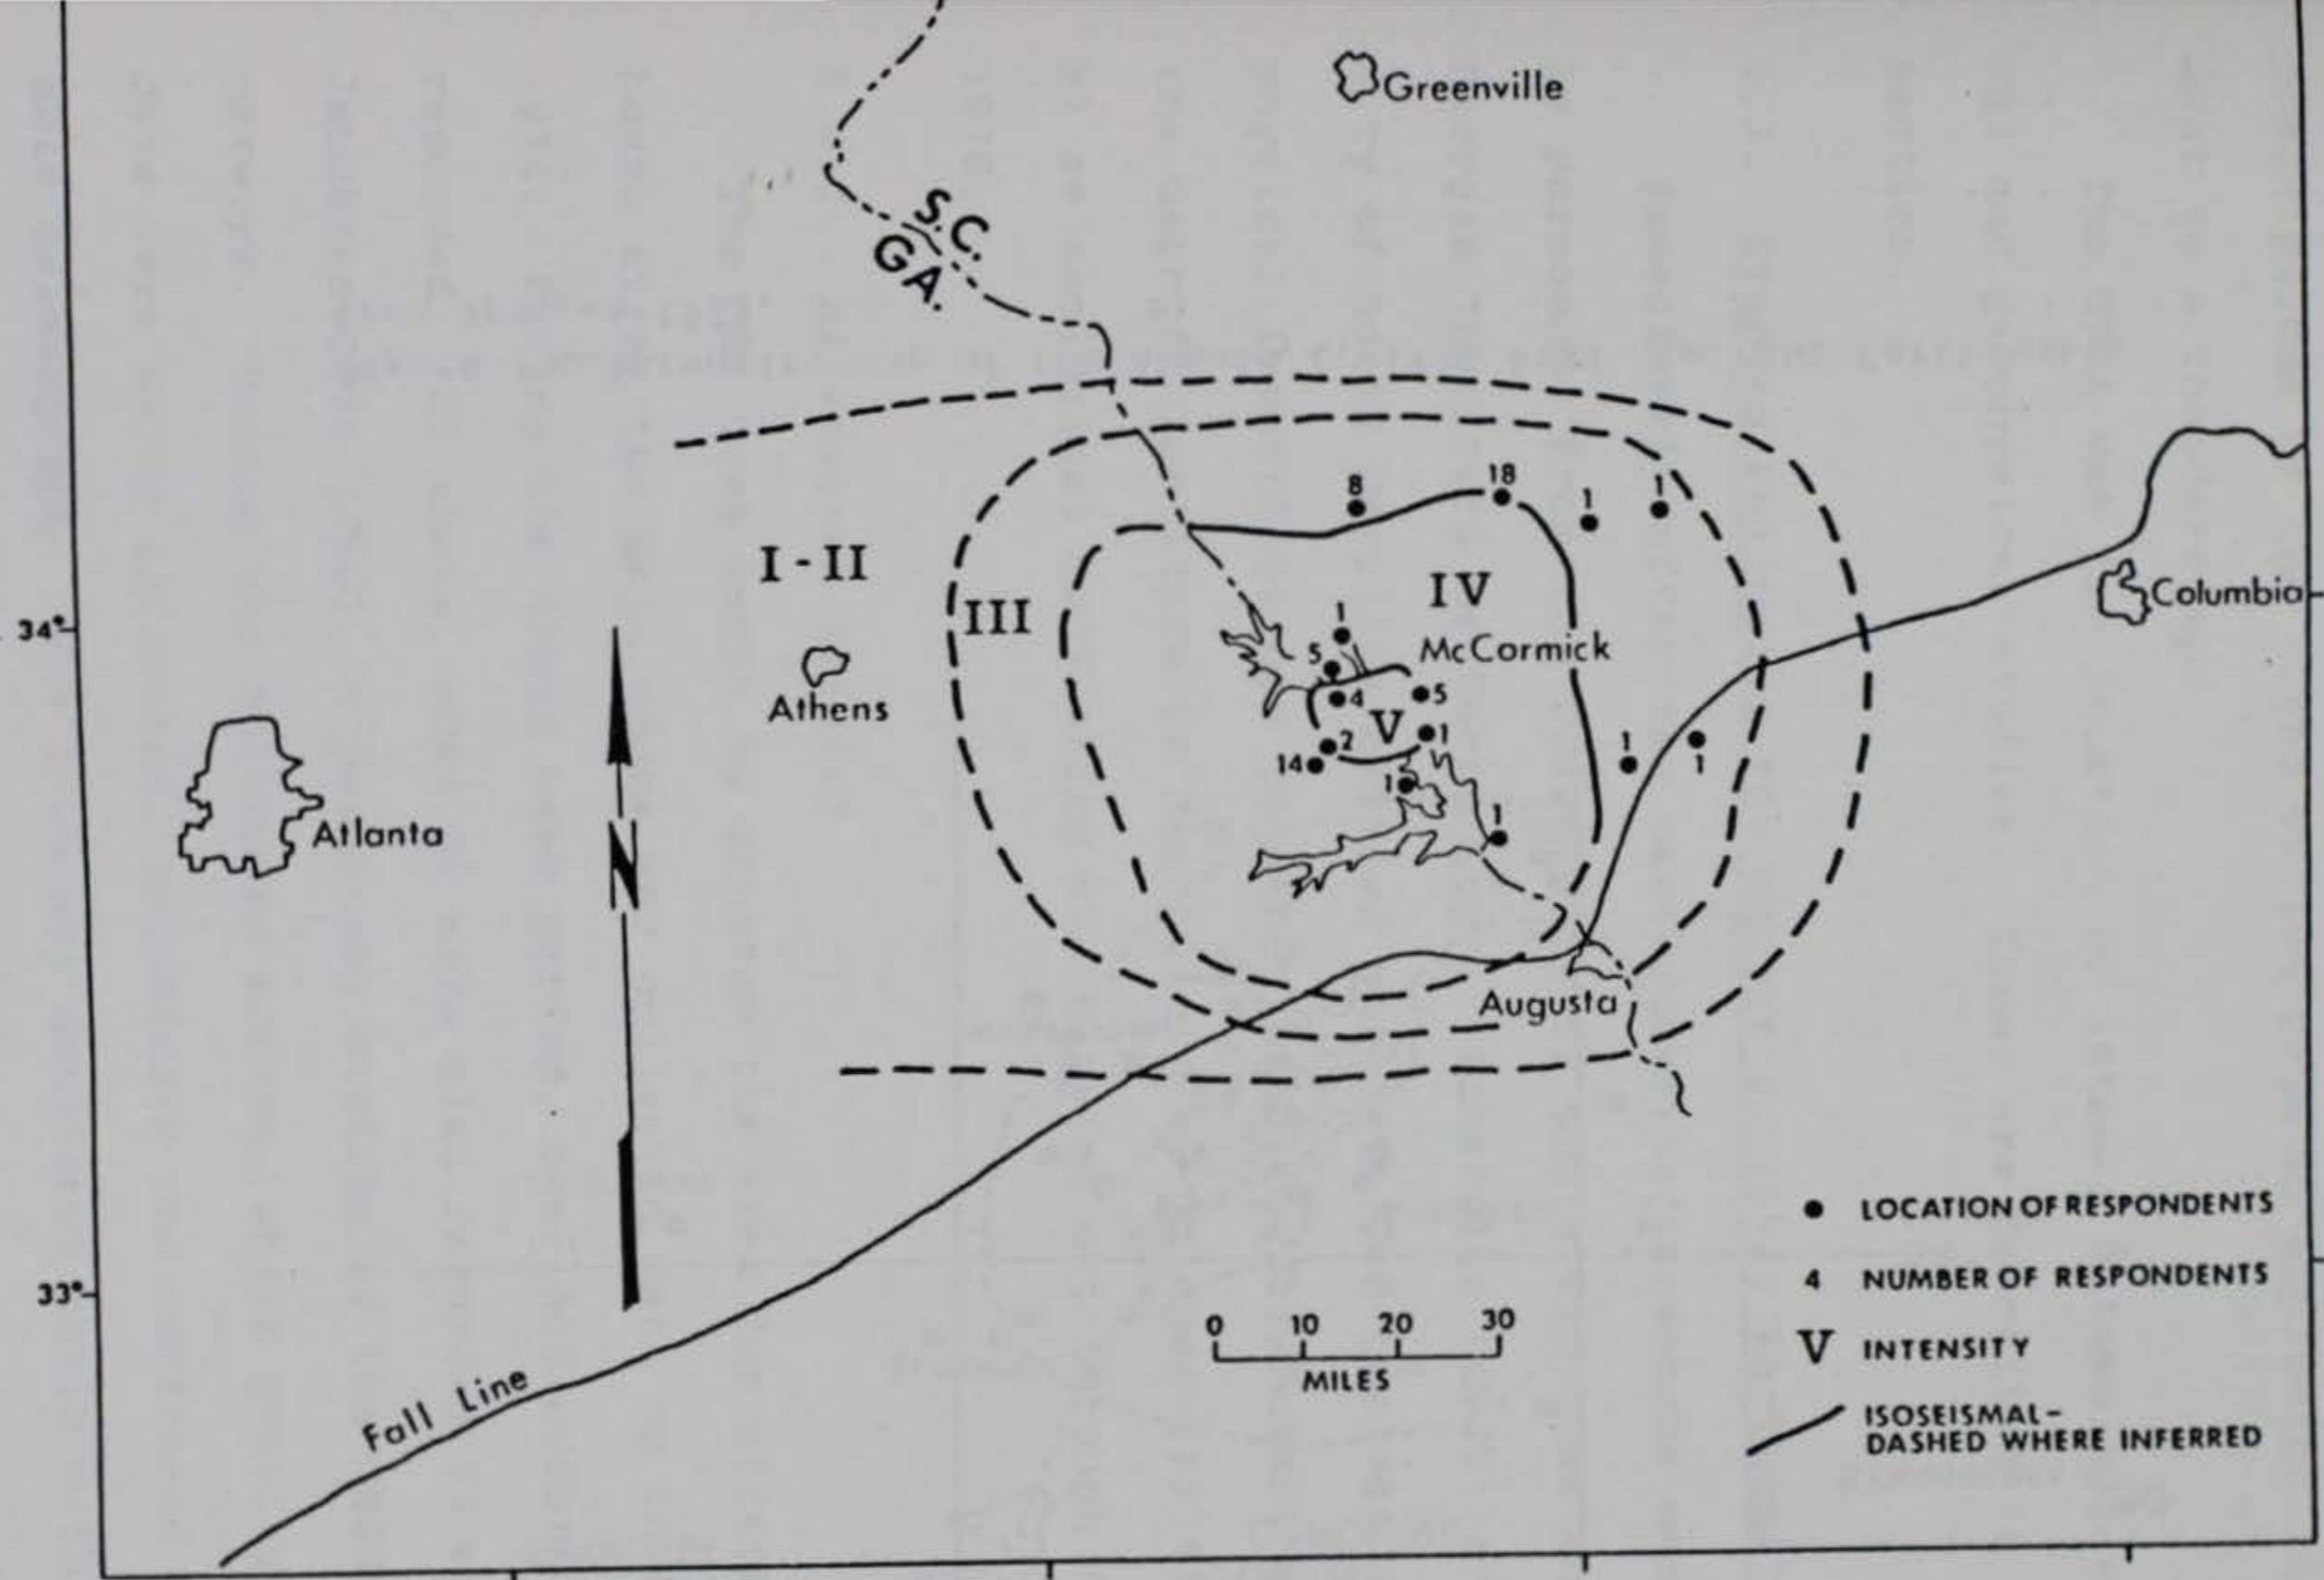 Greenville
S.C.
GA.
8
18
1
1
I-II
III
IV
34°
Columbia
1
McCormick
5
Athens
4
5
V
1
2
14
1
1
1
1
Atlanta
N
Augusta
LOCATION OF RESPONDENTS
4 NUMBER OF RESPONDENTS
33°
0 10 20 30
MILES
V INTENSITY
Fall Line
ISOSEISMAL-
DASHED WHERE INFERRED